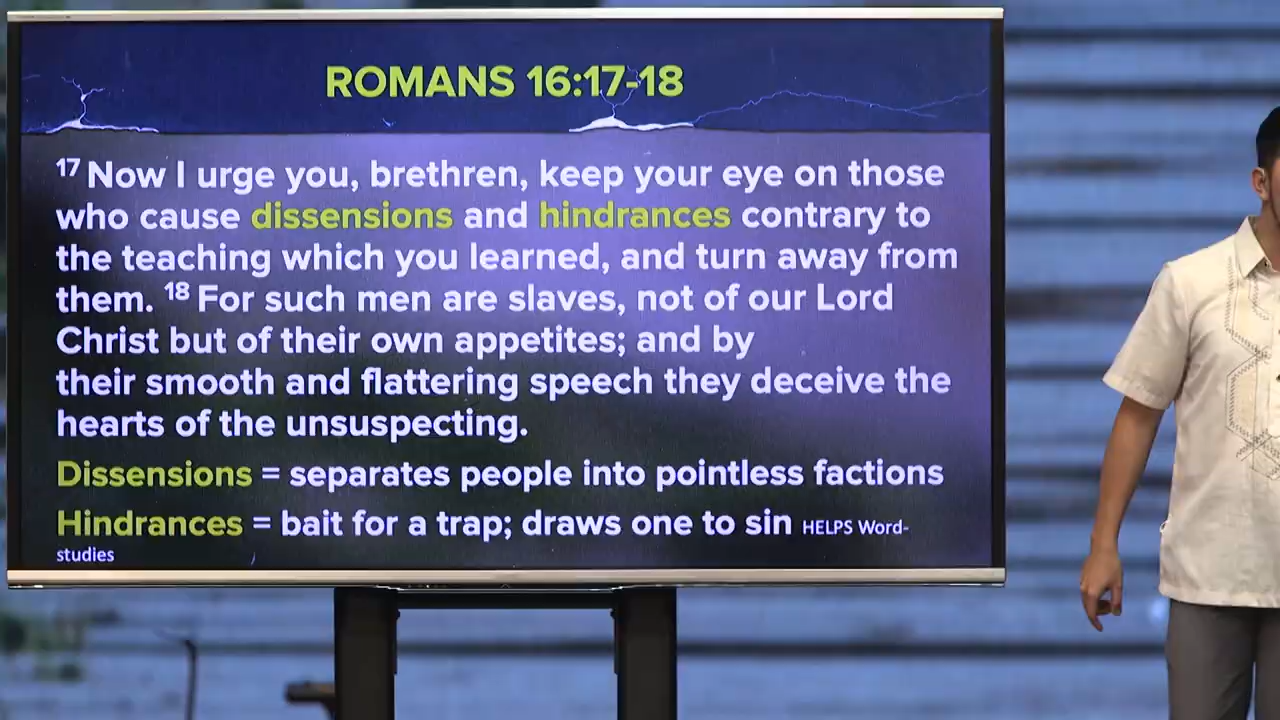 ROMANS 16:17-18
17 Now I urge you, brethren, keep your eye on those
who cause dissensions and hindrances contrary to
the teaching which you learned, and turn away from
them. 18 For such men are slaves, not of our Lord
Christ but of their own appetites; and by
their smooth and flattering speech they deceive the
hearts of the unsuspecting.
Dissensions = separates people into pointless factions
Hindrances = bait for a trap; draws one to sin HELPS Word-
studies